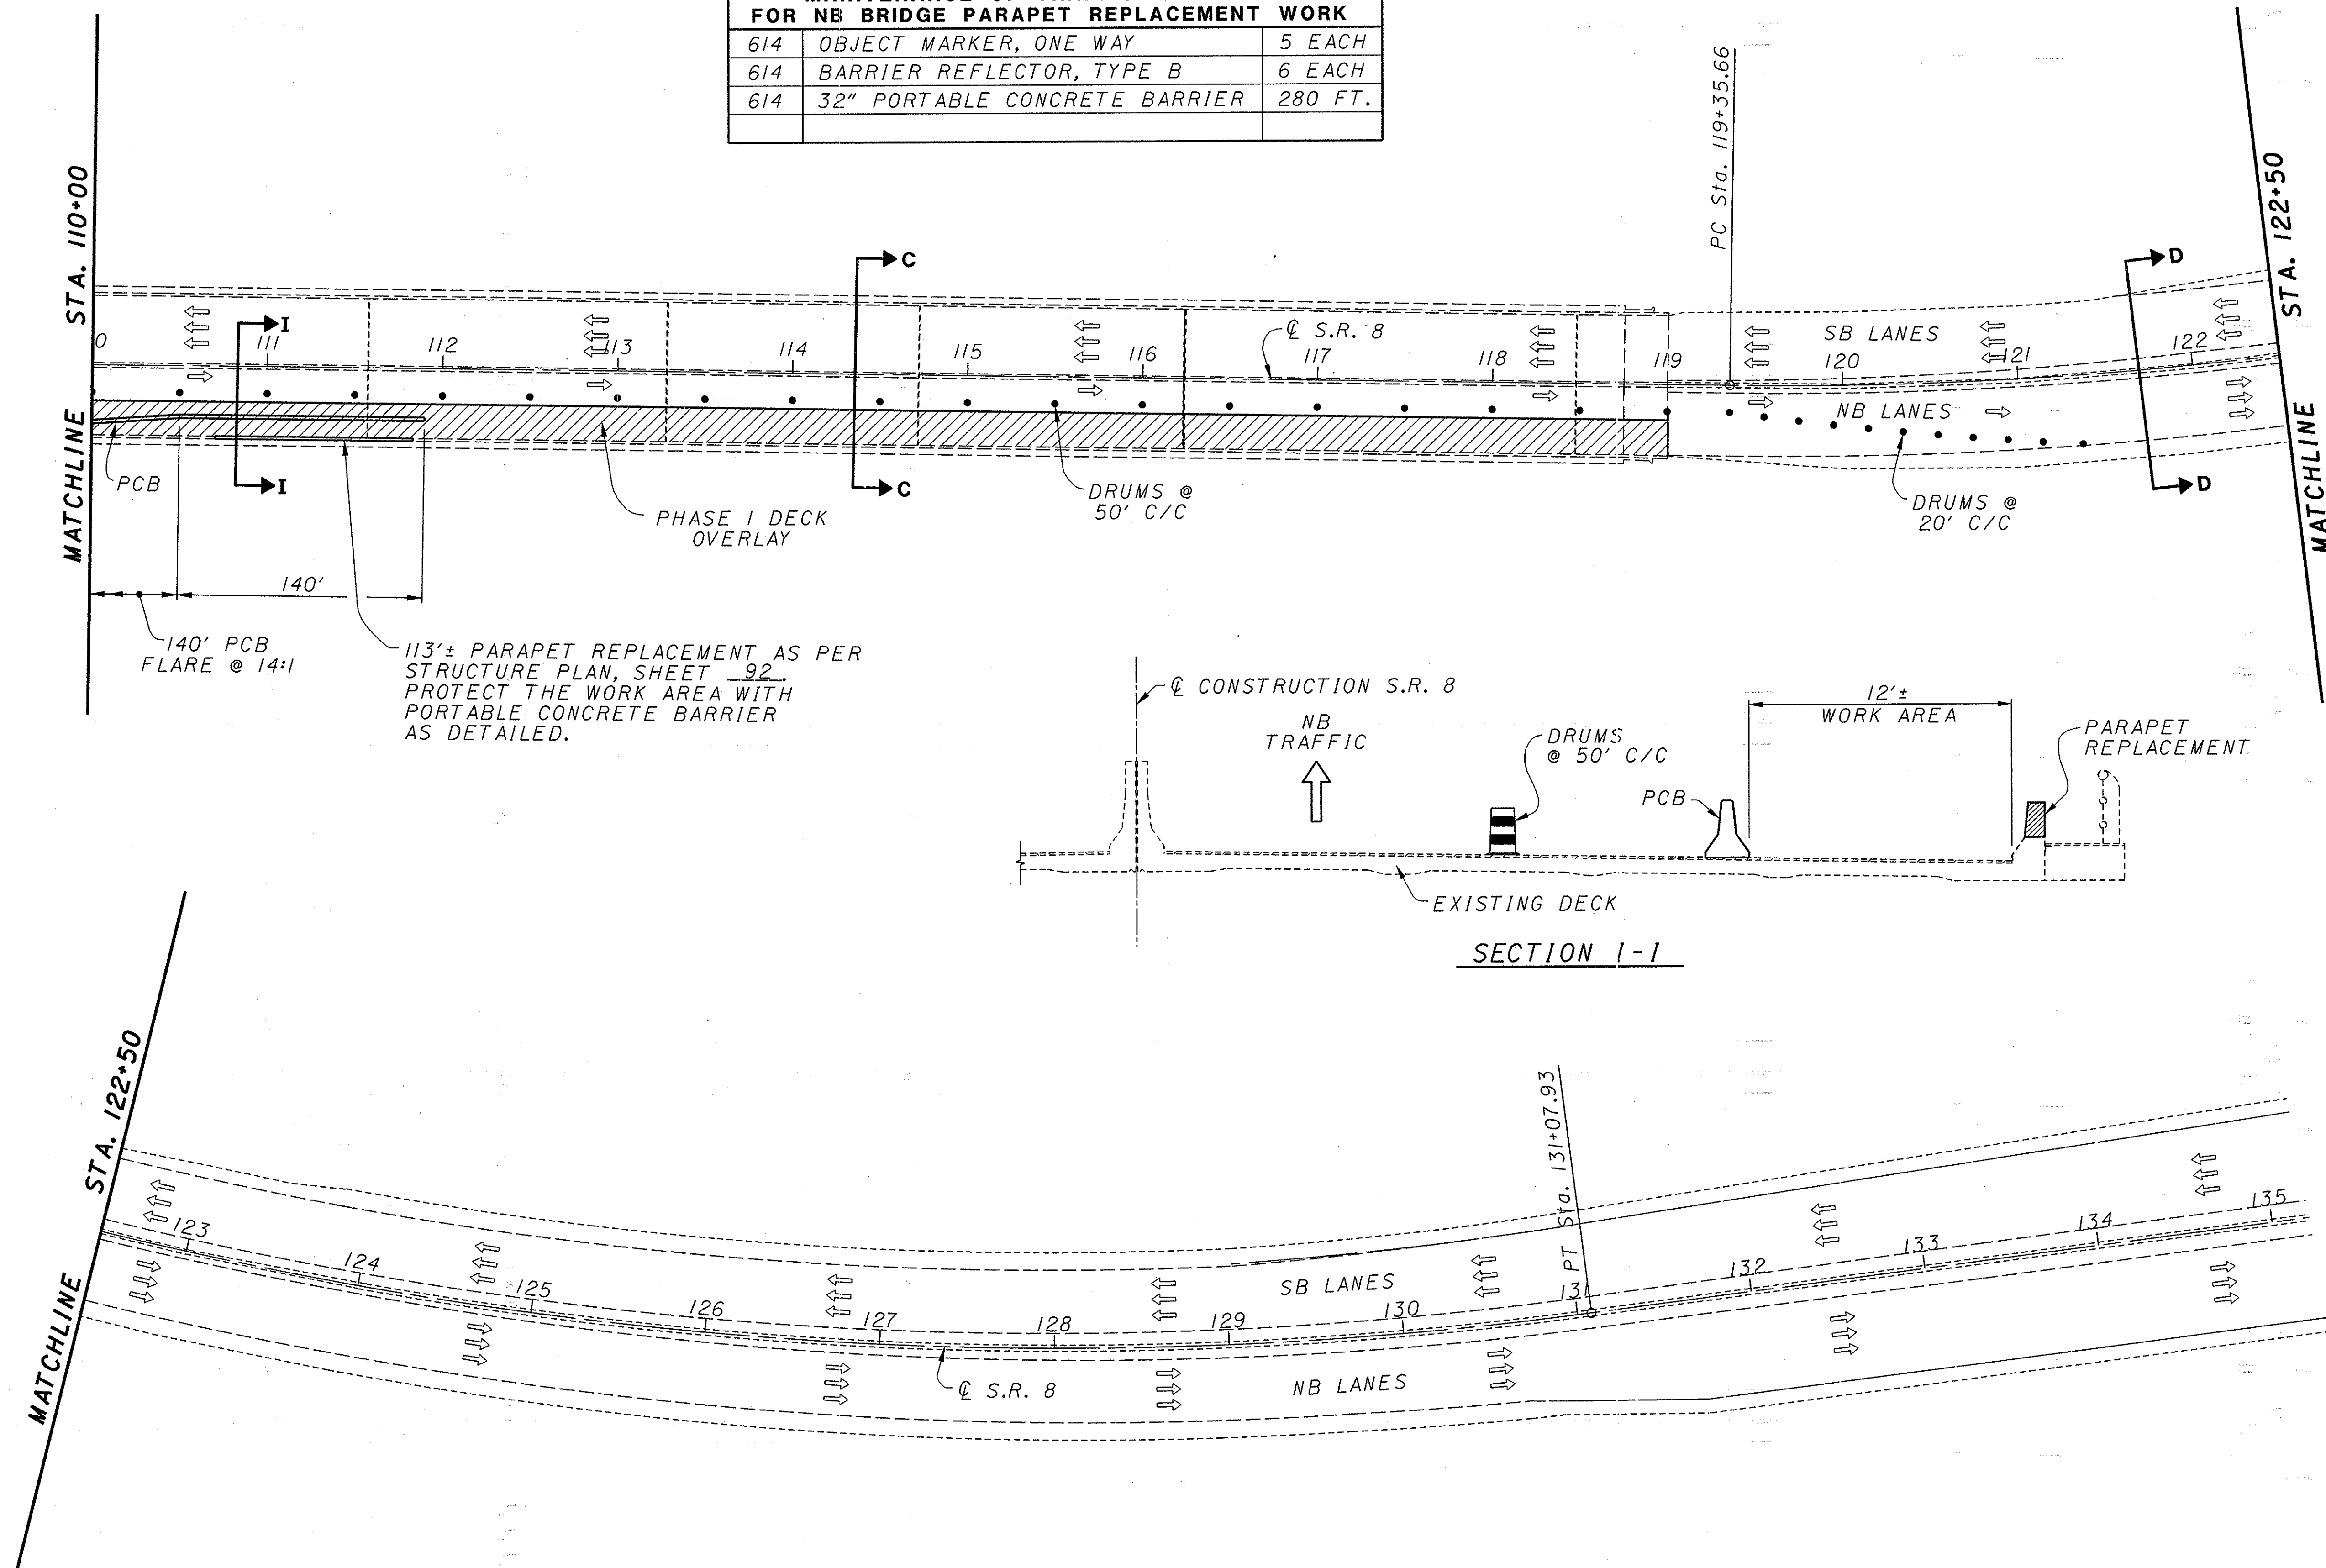 FOR NB BRIDGE PARAPET REPLACEMENT WORK
614 OBJECT MARKER, ONE WAY 5 EACH
614 BARRIER REFLECTOR, TYPE B 6 EACH
614 32" PORTABLE CONCRETE BARRIER 280 FT.
MATCHLINE STA. 110+00
PC Sta. 119+35.66
MATCHLINE STA. 122+50
C
D
I
℄ S.R. 8
SB LANES
0
111
112
113
114
115
116
117
118
119
120
121
122
NB LANES
PCB
I
C
D
PHASE 1 DECK
OVERLAY
DRUMS @
50' C/C
DRUMS @
20' C/C
140'
140' PCB
FLARE @ 14:1
113'± PARAPET REPLACEMENT AS PER
STRUCTURE PLAN, SHEET 92.
PROTECT THE WORK AREA WITH
PORTABLE CONCRETE BARRIER
AS DETAILED.
℄ CONSTRUCTION S.R. 8
NB
TRAFFIC
DRUMS
@ 50' C/C
PCB
12'±
WORK AREA
PARAPET
REPLACEMENT
EXISTING DECK
SECTION I-I
MATCHLINE STA. 122+50
PT Sta. 131+07.93
123
124
125
126
127
128
129
130
131
132
133
134
135
SB LANES
℄ S.R. 8
NB LANES